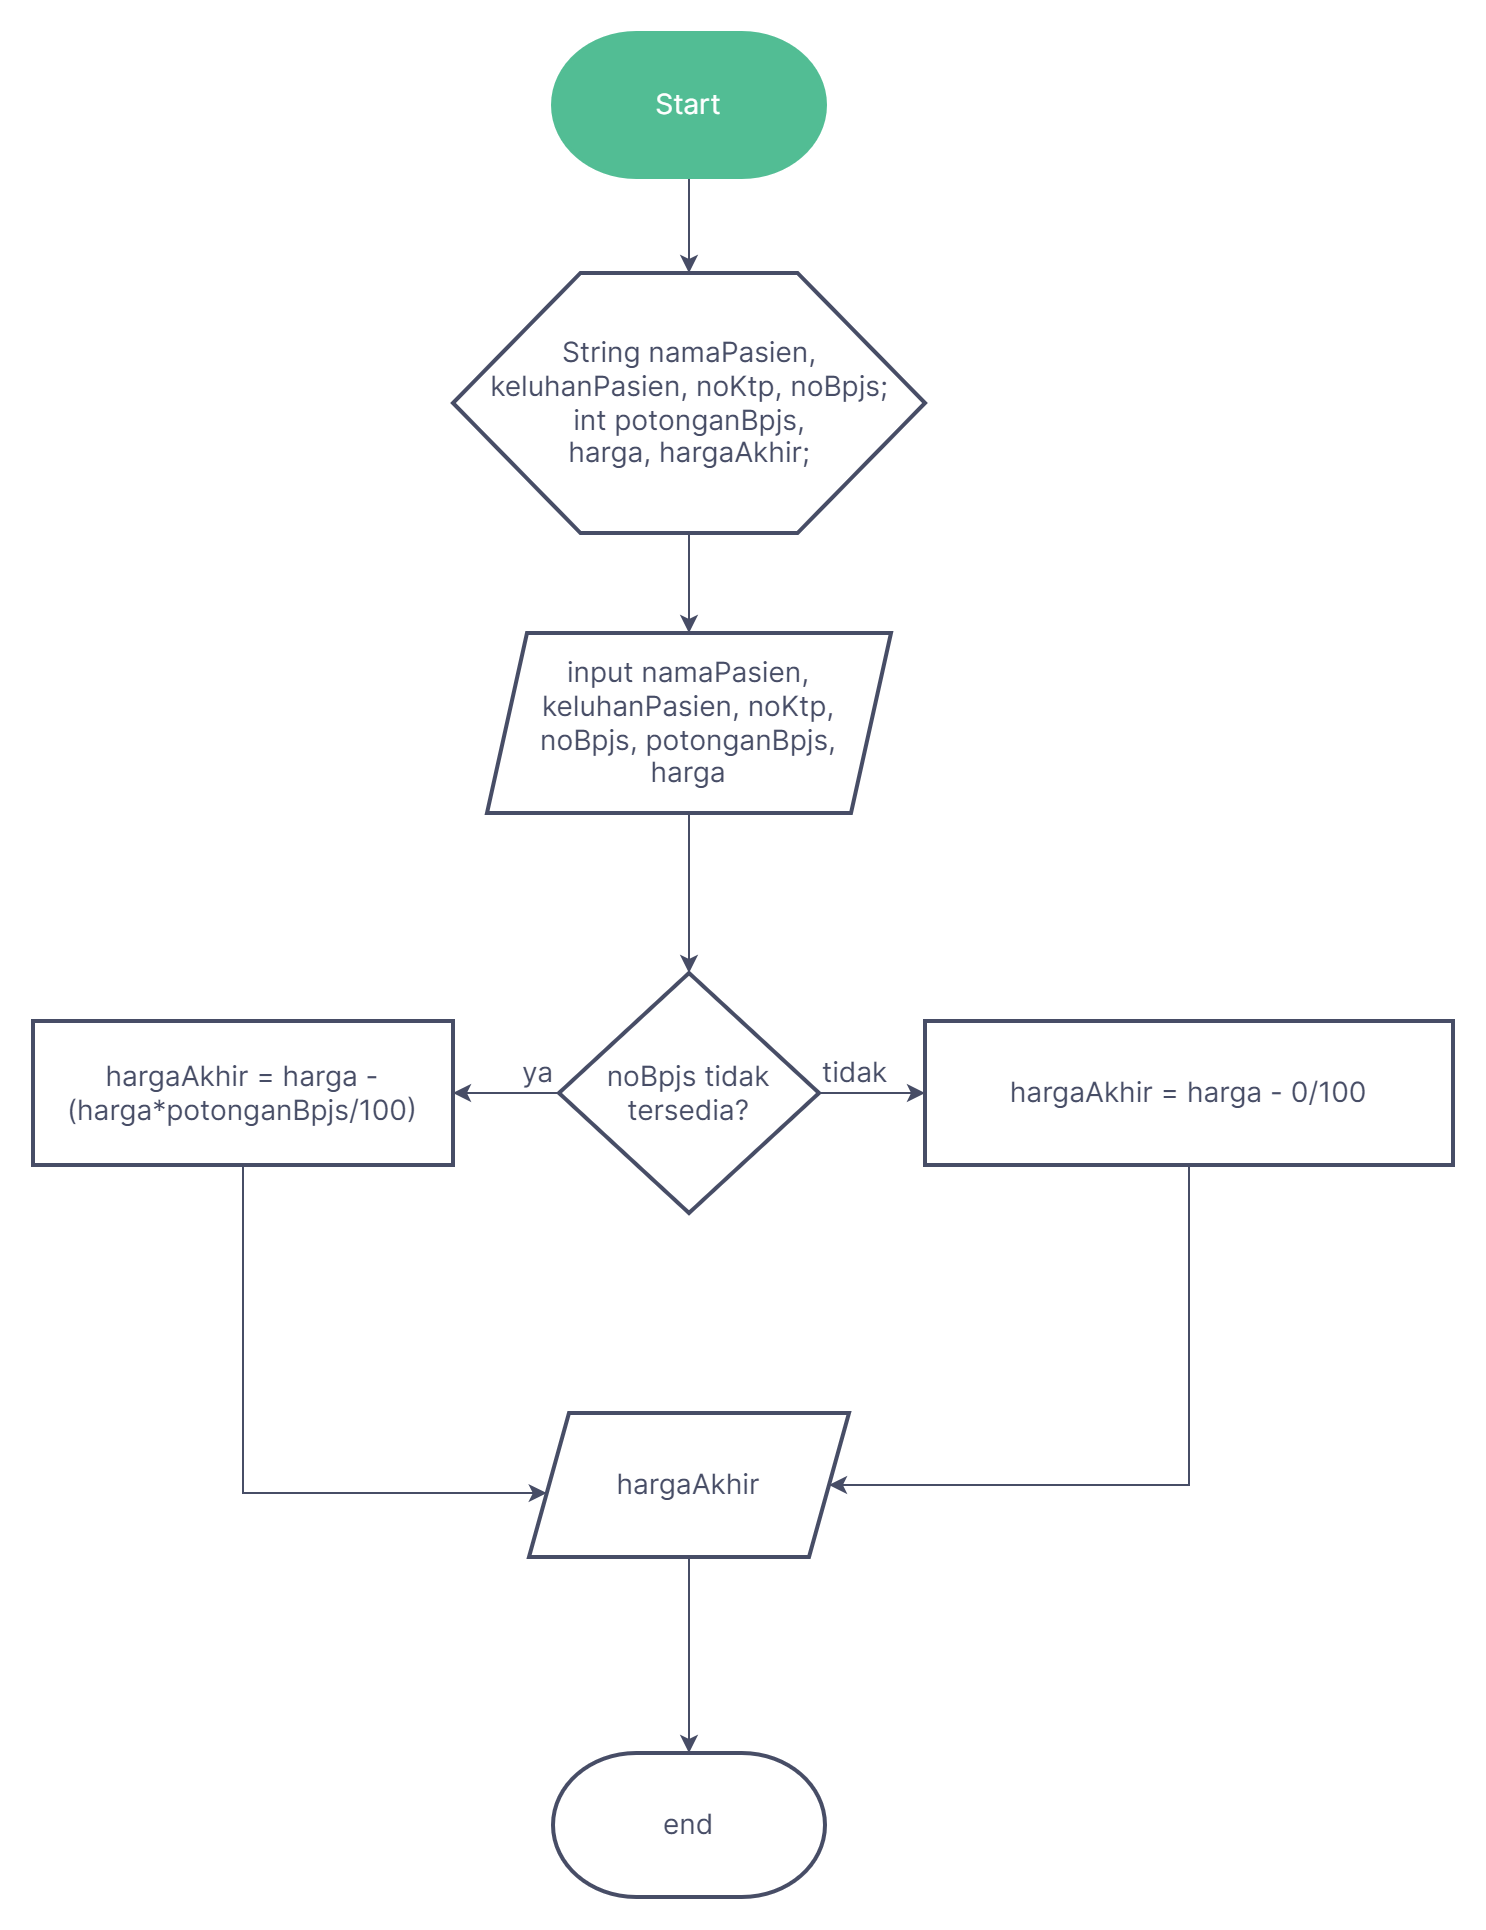 Start
String namaPasien,
keluhanPasien, noKtp, noBpjs;
int potonganBpjs,
harga, hargaAkhir;
input namaPasien,
keluhanPasien, noKtp,
noBpjs, potonganBpjs,
harga
hargaAkhir = harga -
(harga*potonganBpjs/100)
ya
noBpjs tidak
tersedia?
tidak
hargaAkhir = harga - 0/100
hargaAkhir
end